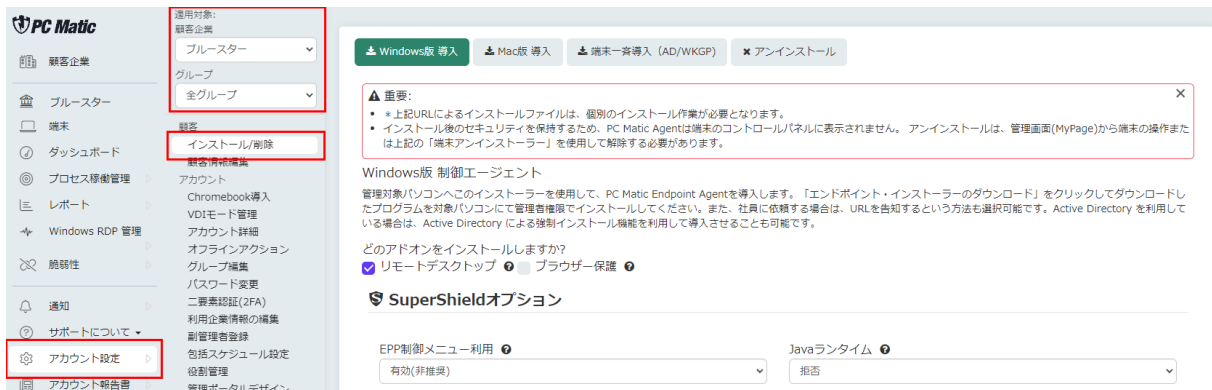 PC Matic
顧客企業
ブルースター
端末
ダッシュボード
プロセス稼働管理
レポート
Windows RDP 管理
脆弱性
通知
サポートについて
アカウント設定
アカウント報告書
適用対象:
顧客企業
ブルースター
グループ
全グループ
顧客
インストール/削除
顧客情報編集
アカウント
Chromebook導入
VDIモード管理
アカウント詳細
オフラインアクション
グループ編集
パスワード変更
二要素認証(2FA)
利用企業情報の編集
副管理者登録
包括スケジュール設定
役割管理
管理ポータルデザイン
Windows版 導入
Mac版 導入
端末一斉導入（AD/WKGP)
アンインストール
重要:
＊上記URLによるインストールファイルは、個別のインストール作業が必要となります。
インストール後のセキュリティを保持するため、PC Matic Agentは端末のコントロールパネルに表示されません。 アンインストールは、管理画面(MyPage)から端末の操作また
は上記の「端末アンインストーラー」を使用して解除する必要があります。
Windows版 制御エージェント
管理対象パソコンへこのインストーラーを使用して、PC Matic Endpoint Agentを導入します。「エンドポイント・インストーラーのダウンロード」をクリックしてダウンロードし
たプログラムを対象パソコンにて管理者権限でインストールしてください。また、社員に依頼する場合は、URLを告知するという方法も選択可能です。Active Directory を利用して
いる場合は、Active Directory による強制インストール機能を利用して導入させることも可能です。
どのアドオンをインストールしますか?
リモートデスクトップ ブラウザー保護
SuperShieldオプション
EPP制御メニュー利用
有効(非推奨)
Javaランタイム
拒否